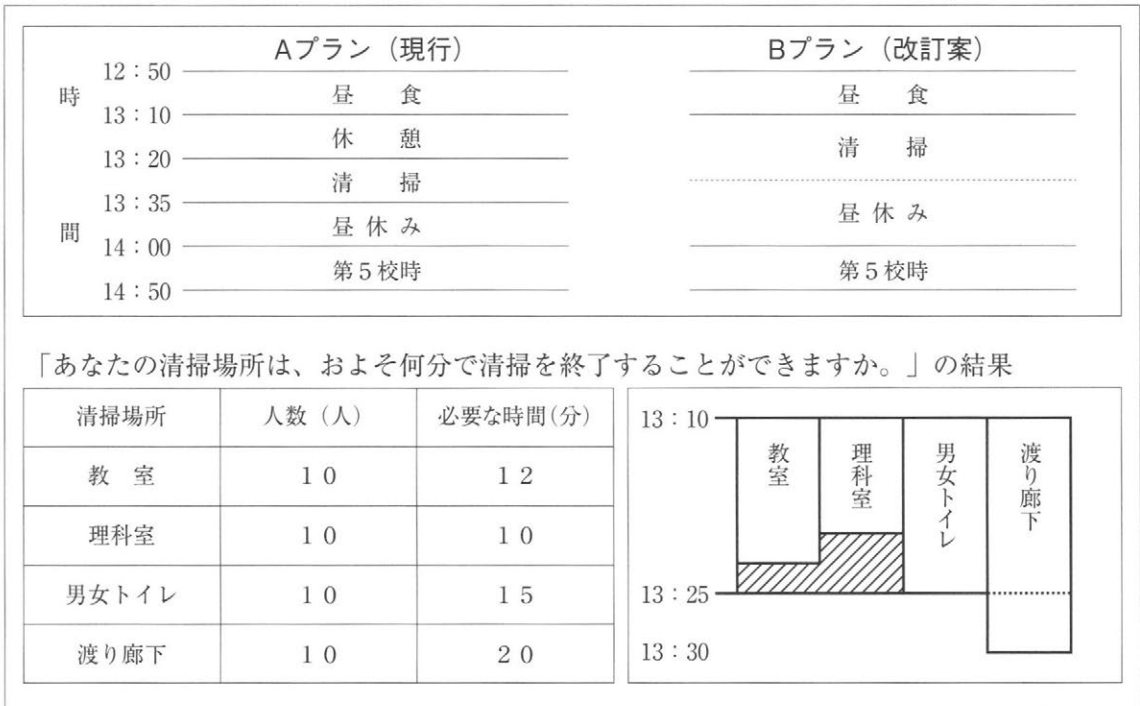 Aプラン（現行）　Bプラン（改訂案）
時間
12：50
昼　食　昼　食
13：10
休　憩　清　掃
13：20
清　掃
13：35
昼 休 み　昼 休 み
14：00
第５校時　第５校時
14：50
「あなたの清掃場所は、およそ何分で清掃を終了することができますか。」の結果
清掃場所　人数（人）　必要な時間(分)
教　室　１０　１２
理科室　１０　１０
男女トイレ　１０　１５
渡り廊下　１０　２０
13：10
教室
理科室
男女トイレ
渡り廊下
13：25
13：30